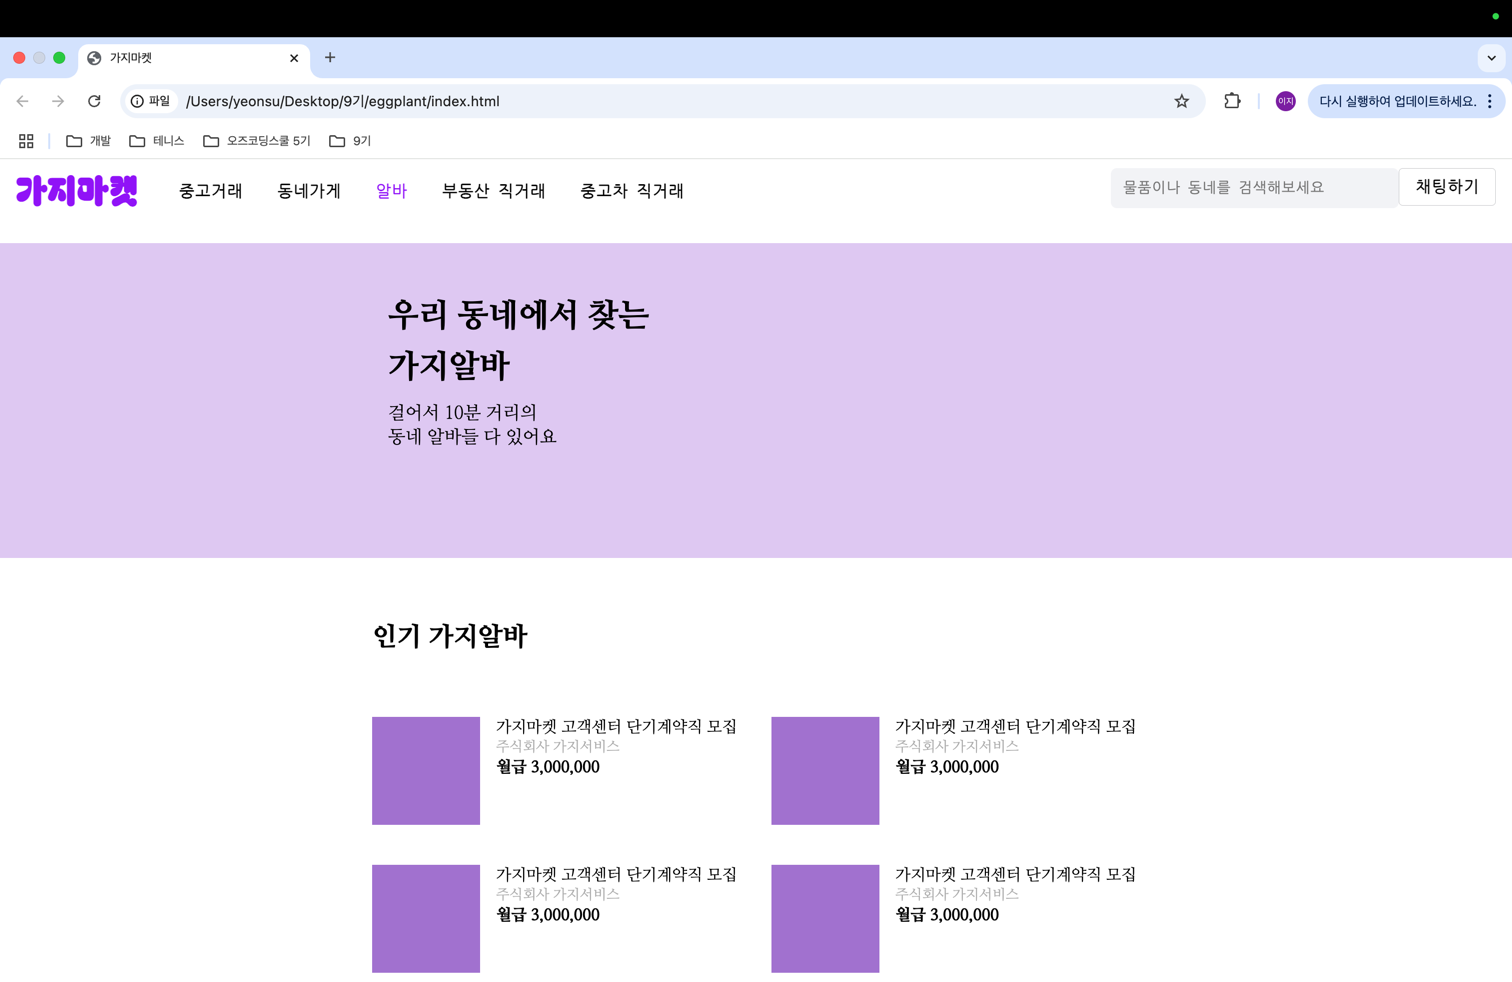 가지마켓
파일 /Users/yeonsu/Desktop/9기/eggplant/index.html 이지 다시 실행하여 업데이트하세요.
개발 테니스 오즈코딩스쿨 5기 9기
가지마켓 중고거래 동네가게 알바 부동산 직거래 중고차 직거래 물품이나 동네를 검색해보세요 채팅하기
우리 동네에서 찾는
가지알바
걸어서 10분 거리의
동네 알바들 다 있어요
인기 가지알바
가지마켓 고객센터 단기계약직 모집
주식회사 가지서비스
월급 3,000,000
가지마켓 고객센터 단기계약직 모집
주식회사 가지서비스
월급 3,000,000
가지마켓 고객센터 단기계약직 모집
주식회사 가지서비스
월급 3,000,000
가지마켓 고객센터 단기계약직 모집
주식회사 가지서비스
월급 3,000,000